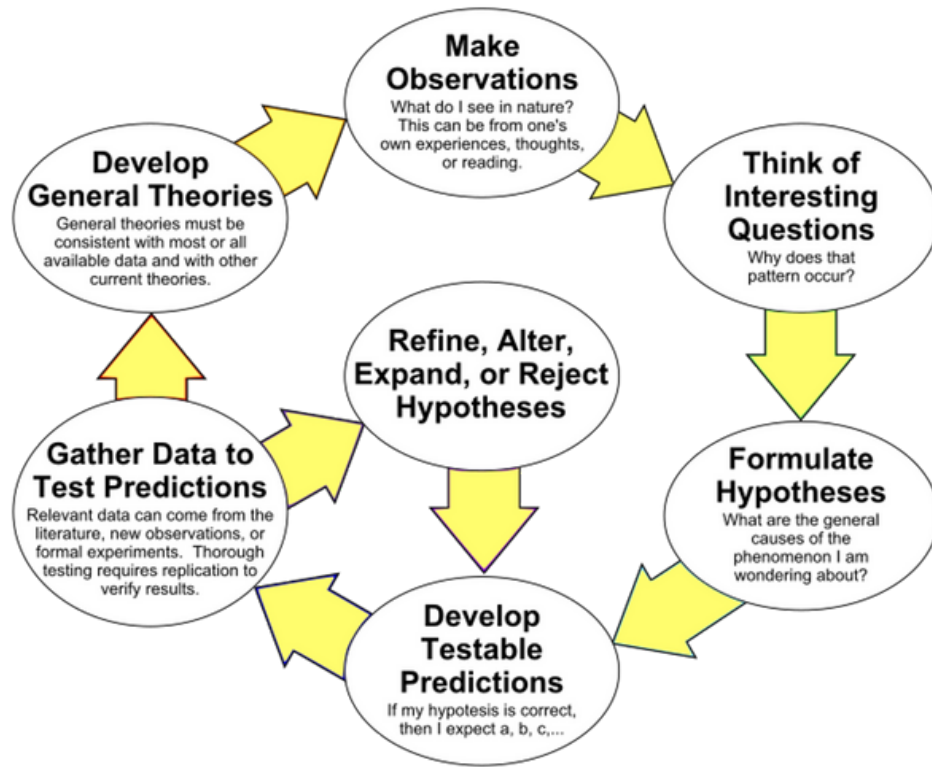 Make
Observations
What do I see in nature?
This can be from one's
own experiences, thoughts,
or reading.
Think of
Interesting
Questions
Why does that
pattern occur?
Formulate
Hypotheses
What are the general
causes of the
phenomenon I am
wondering about?
Develop
Testable
Predictions
If my hypotesis is correct,
then I expect a, b, c,...
Gather Data to
Test Predictions
Relevant data can come from the
literature, new observations, or
formal experiments. Thorough
testing requires replication to
verify results.
Refine, Alter,
Expand, or Reject
Hypotheses
Develop
General Theories
General theories must be
consistent with most or all
available data and with other
current theories.